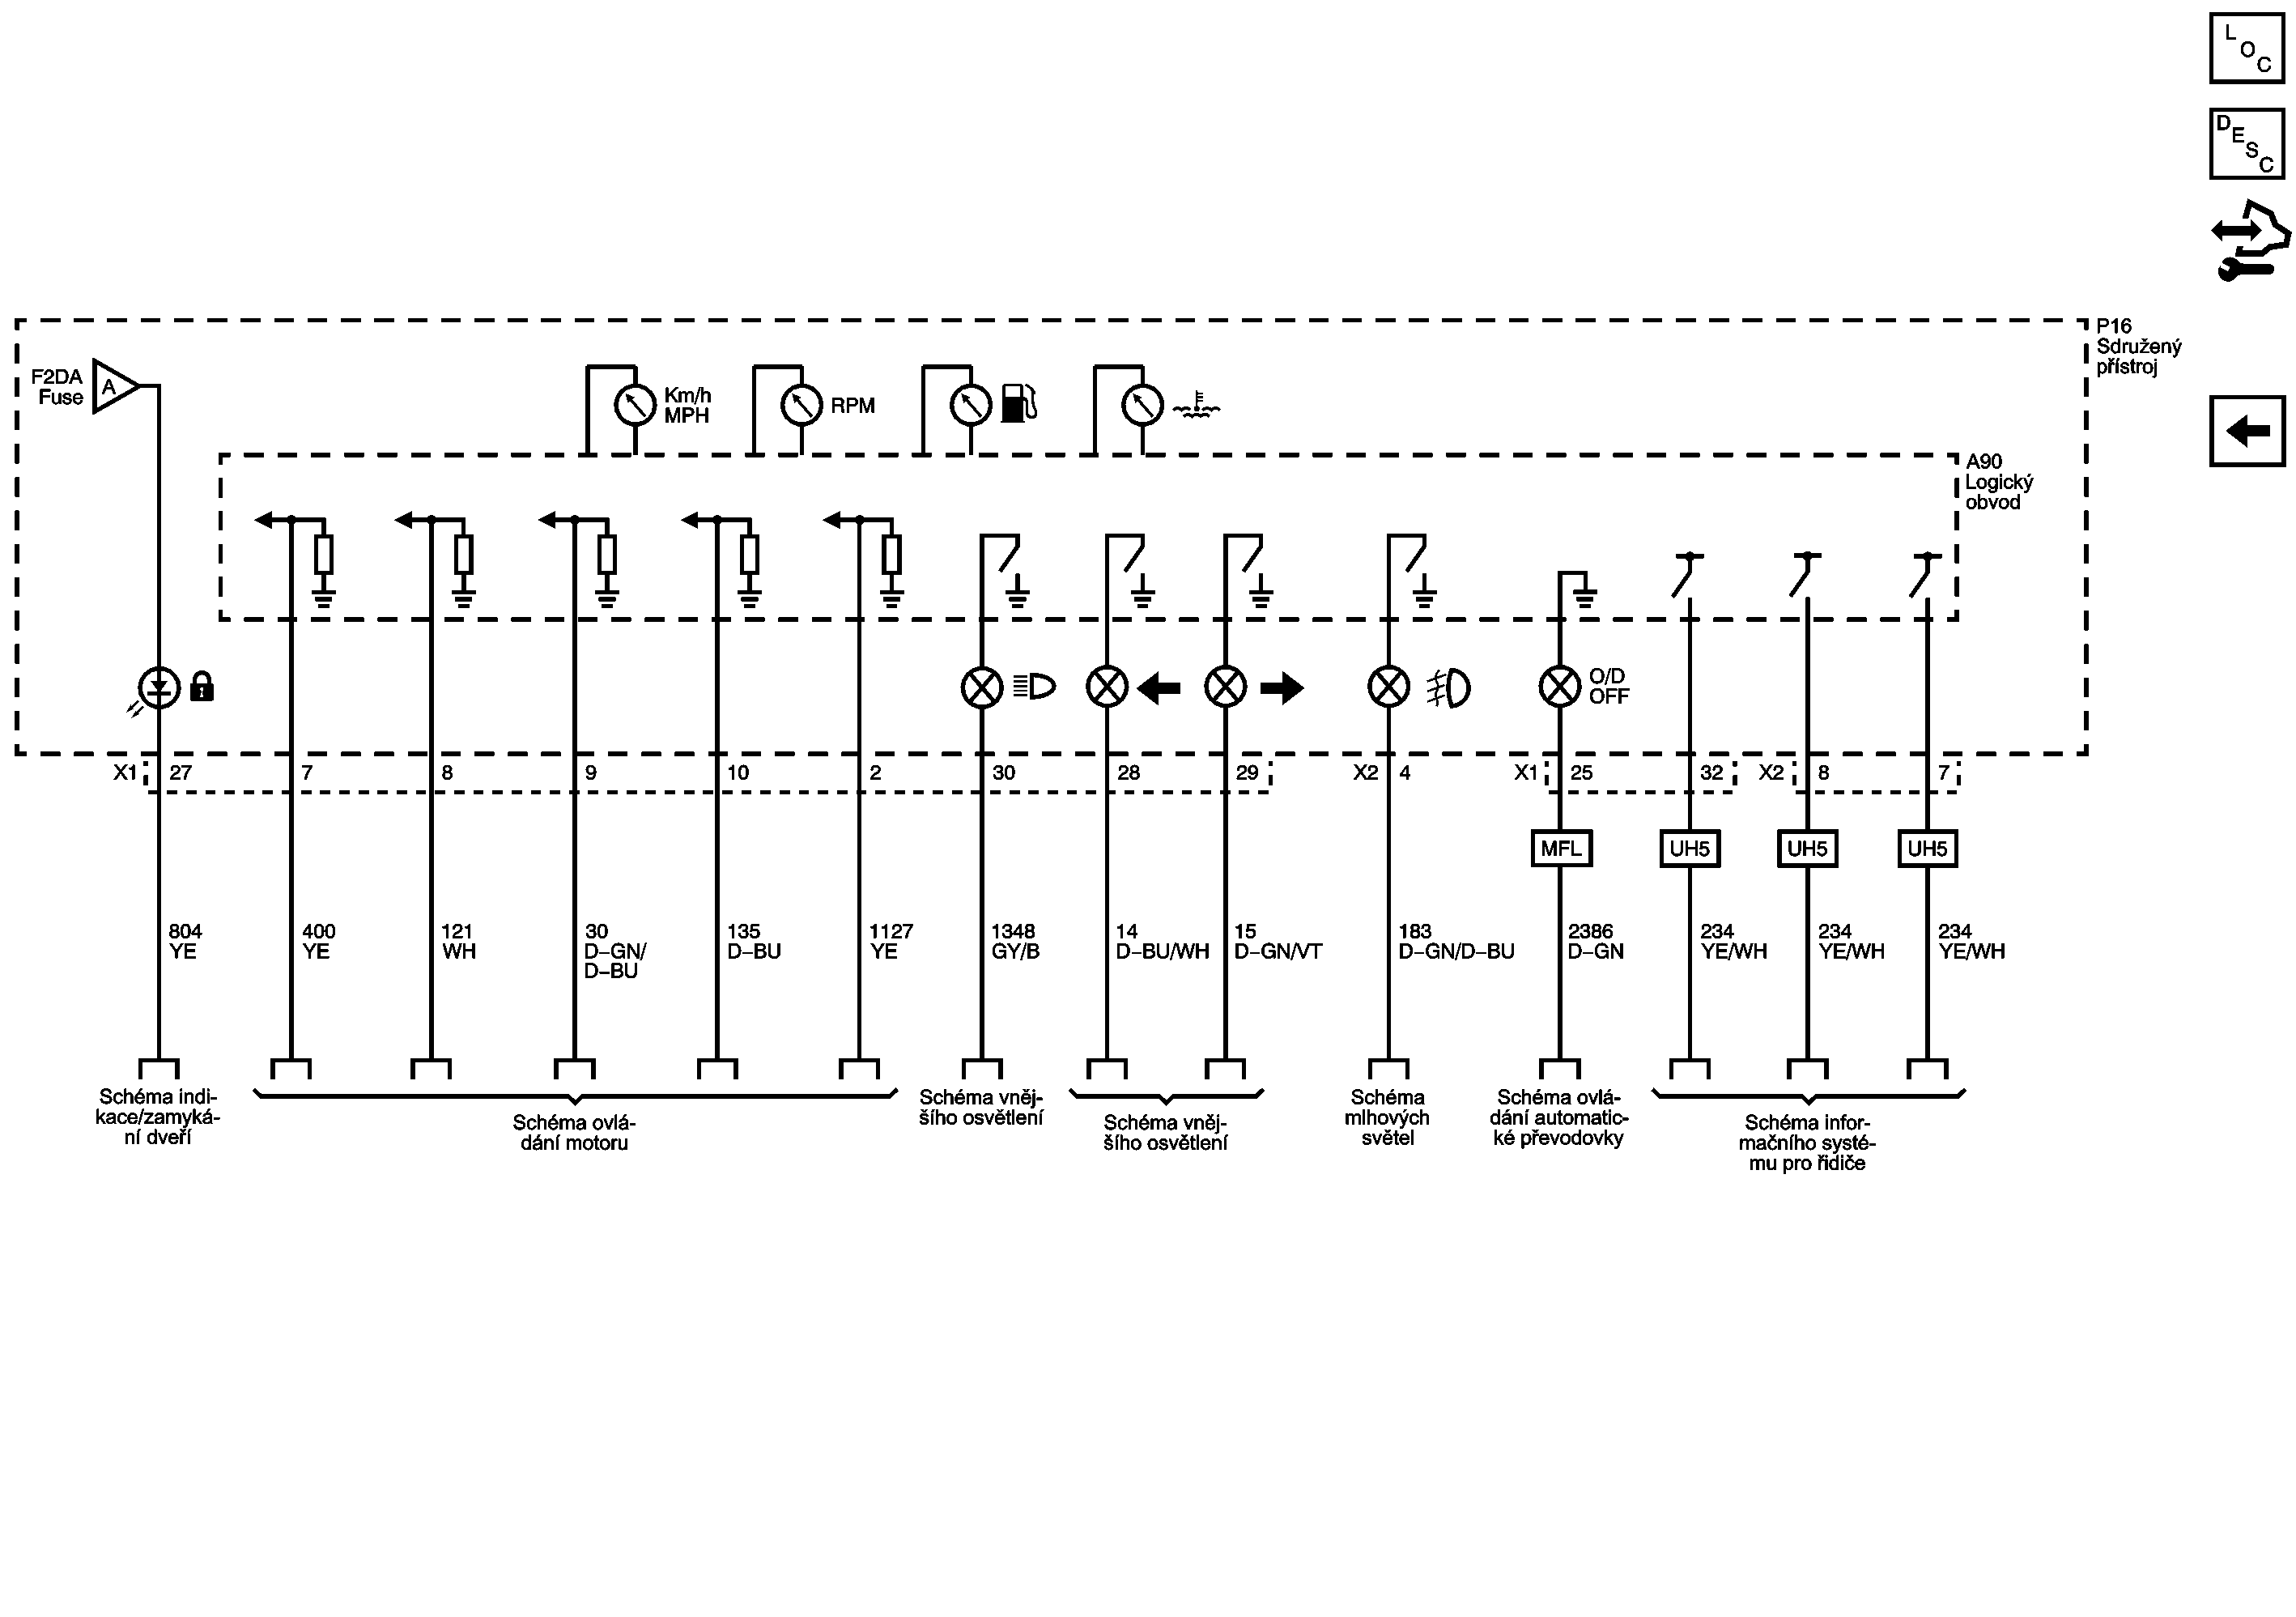 L
O
C
D
E
S
C
P16
Sdružený
přístroj
F2DA
Fuse
A
Km/h
MPH
RPM
A90
Logický
obvod
O/D
OFF
X1 27 7 8 9 10 2 30 28 29 X2 4 X1 25 32 X2 8 7
MFL UH5 UH5 UH5
804
YE
400
YE
121
WH
30
D–GN/
D–BU
135
D–BU
1127
YE
1348
GY/B
14
D–BU/WH
15
D–GN/VT
183
D–GN/D–BU
2386
D–GN
234
YE/WH
234
YE/WH
234
YE/WH
Schéma indi-
kace/zamyká-
ní dveří
Schéma ovlá-
dání motoru
Schéma vněj-
šího osvětlení
Schéma vněj-
šího osvětlení
Schéma
mlhových
světel
Schéma ovlá-
dání automatic-
ké převodovky
Schéma infor-
mačního systé-
mu pro řidiče